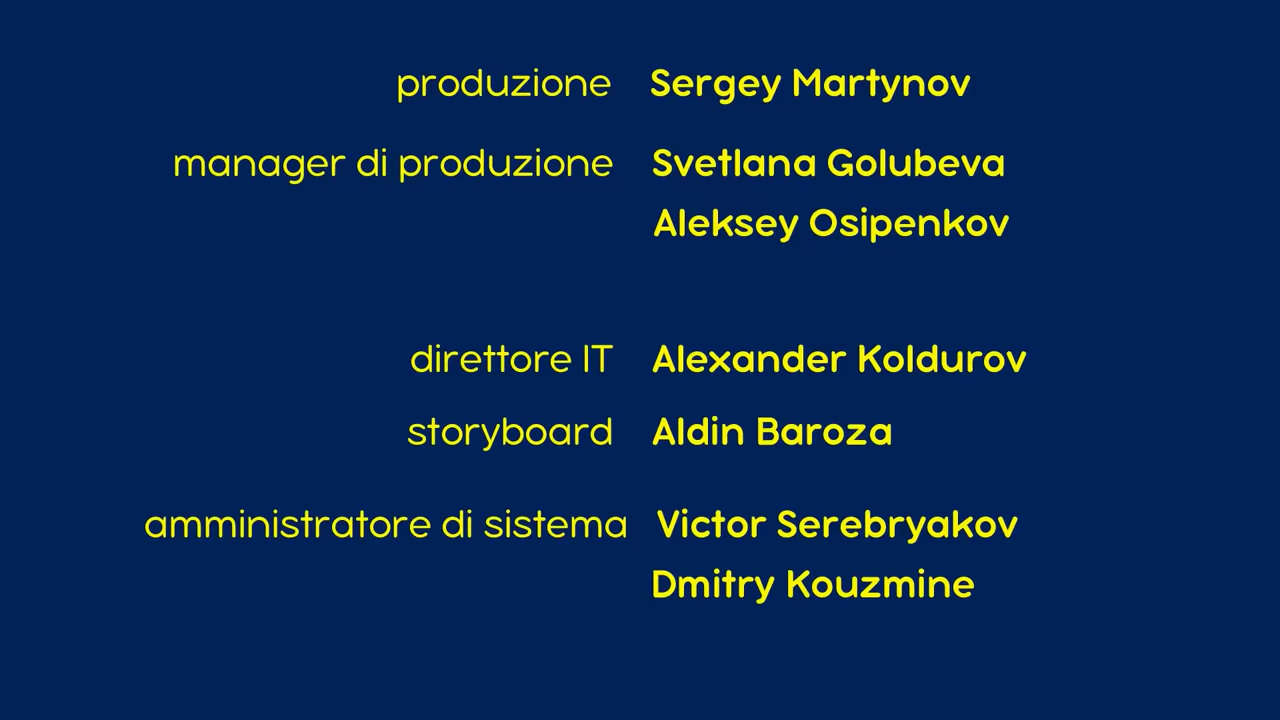 produzione Sergey Martynov
manager di produzione Svetlana Golubeva
Aleksey Osipenkov
direttore IT Alexander Koldurov
storyboard Aldin Baroza
amministratore di sistema Victor Serebryakov
Dmitry Kouzmine